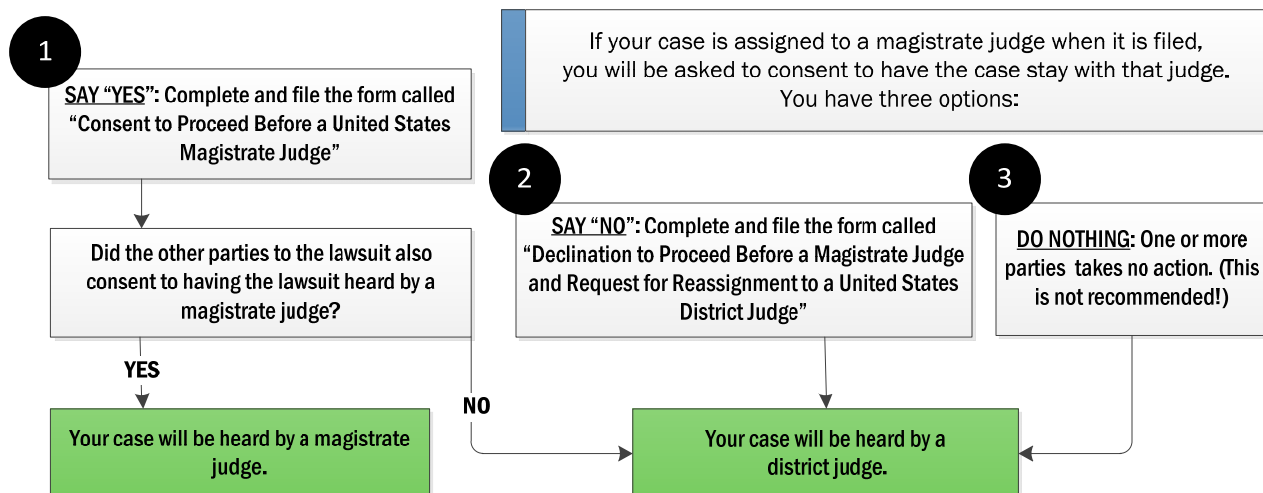 If your case is assigned to a magistrate judge when it is filed,
you will be asked to consent to have the case stay with that judge.
You have three options:
1
SAY “YES”: Complete and file the form called
“Consent to Proceed Before a United States
Magistrate Judge”
Did the other parties to the lawsuit also
consent to having the lawsuit heard by a
magistrate judge?
YES
NO
Your case will be heard by a magistrate
judge.
2
SAY “NO”: Complete and file the form called
“Declination to Proceed Before a Magistrate Judge
and Request for Reassignment to a United States
District Judge”
3
DO NOTHING: One or more
parties takes no action. (This
is not recommended!)
Your case will be heard by a
district judge.